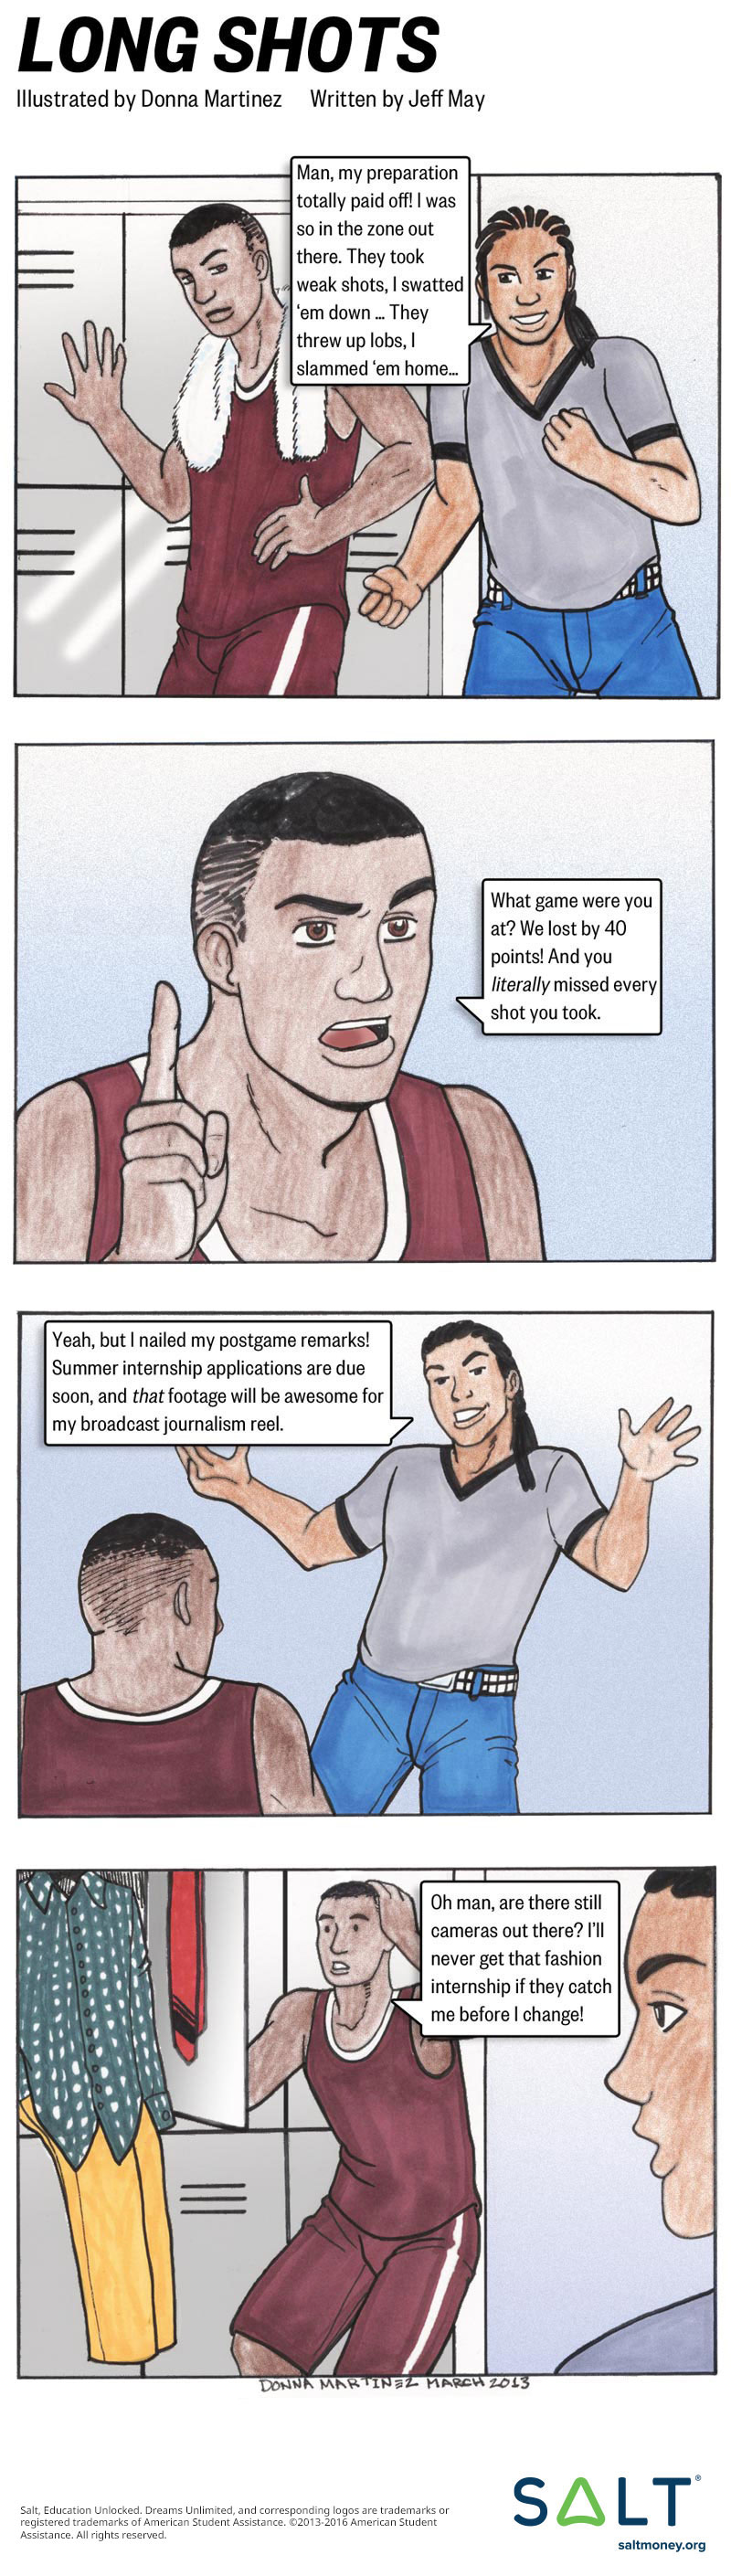 LONG SHOTS
Illustrated by Donna Martinez Written by Jeff May
Man, my preparation
totally paid off! I was
so in the zone out
there. They took
weak shots, I swatted
‘em down ... They
threw up lobs, I
slammed ‘em home...
What game were you
at? We lost by 40
points! And you
literally missed every
shot you took.
Yeah, but I nailed my postgame remarks!
Summer internship applications are due
soon, and that footage will be awesome for
my broadcast journalism reel.
Oh man, are there still
cameras out there? I’ll
never get that fashion
internship if they catch
me before I change!
DONNA MARTINEZ MARCH 2013
Salt, Education Unlocked. Dreams Unlimited, and corresponding logos are trademarks or
registered trademarks of American Student Assistance. ©2013-2016 American Student
Assistance. All rights reserved.
SALT®
saltmoney.org